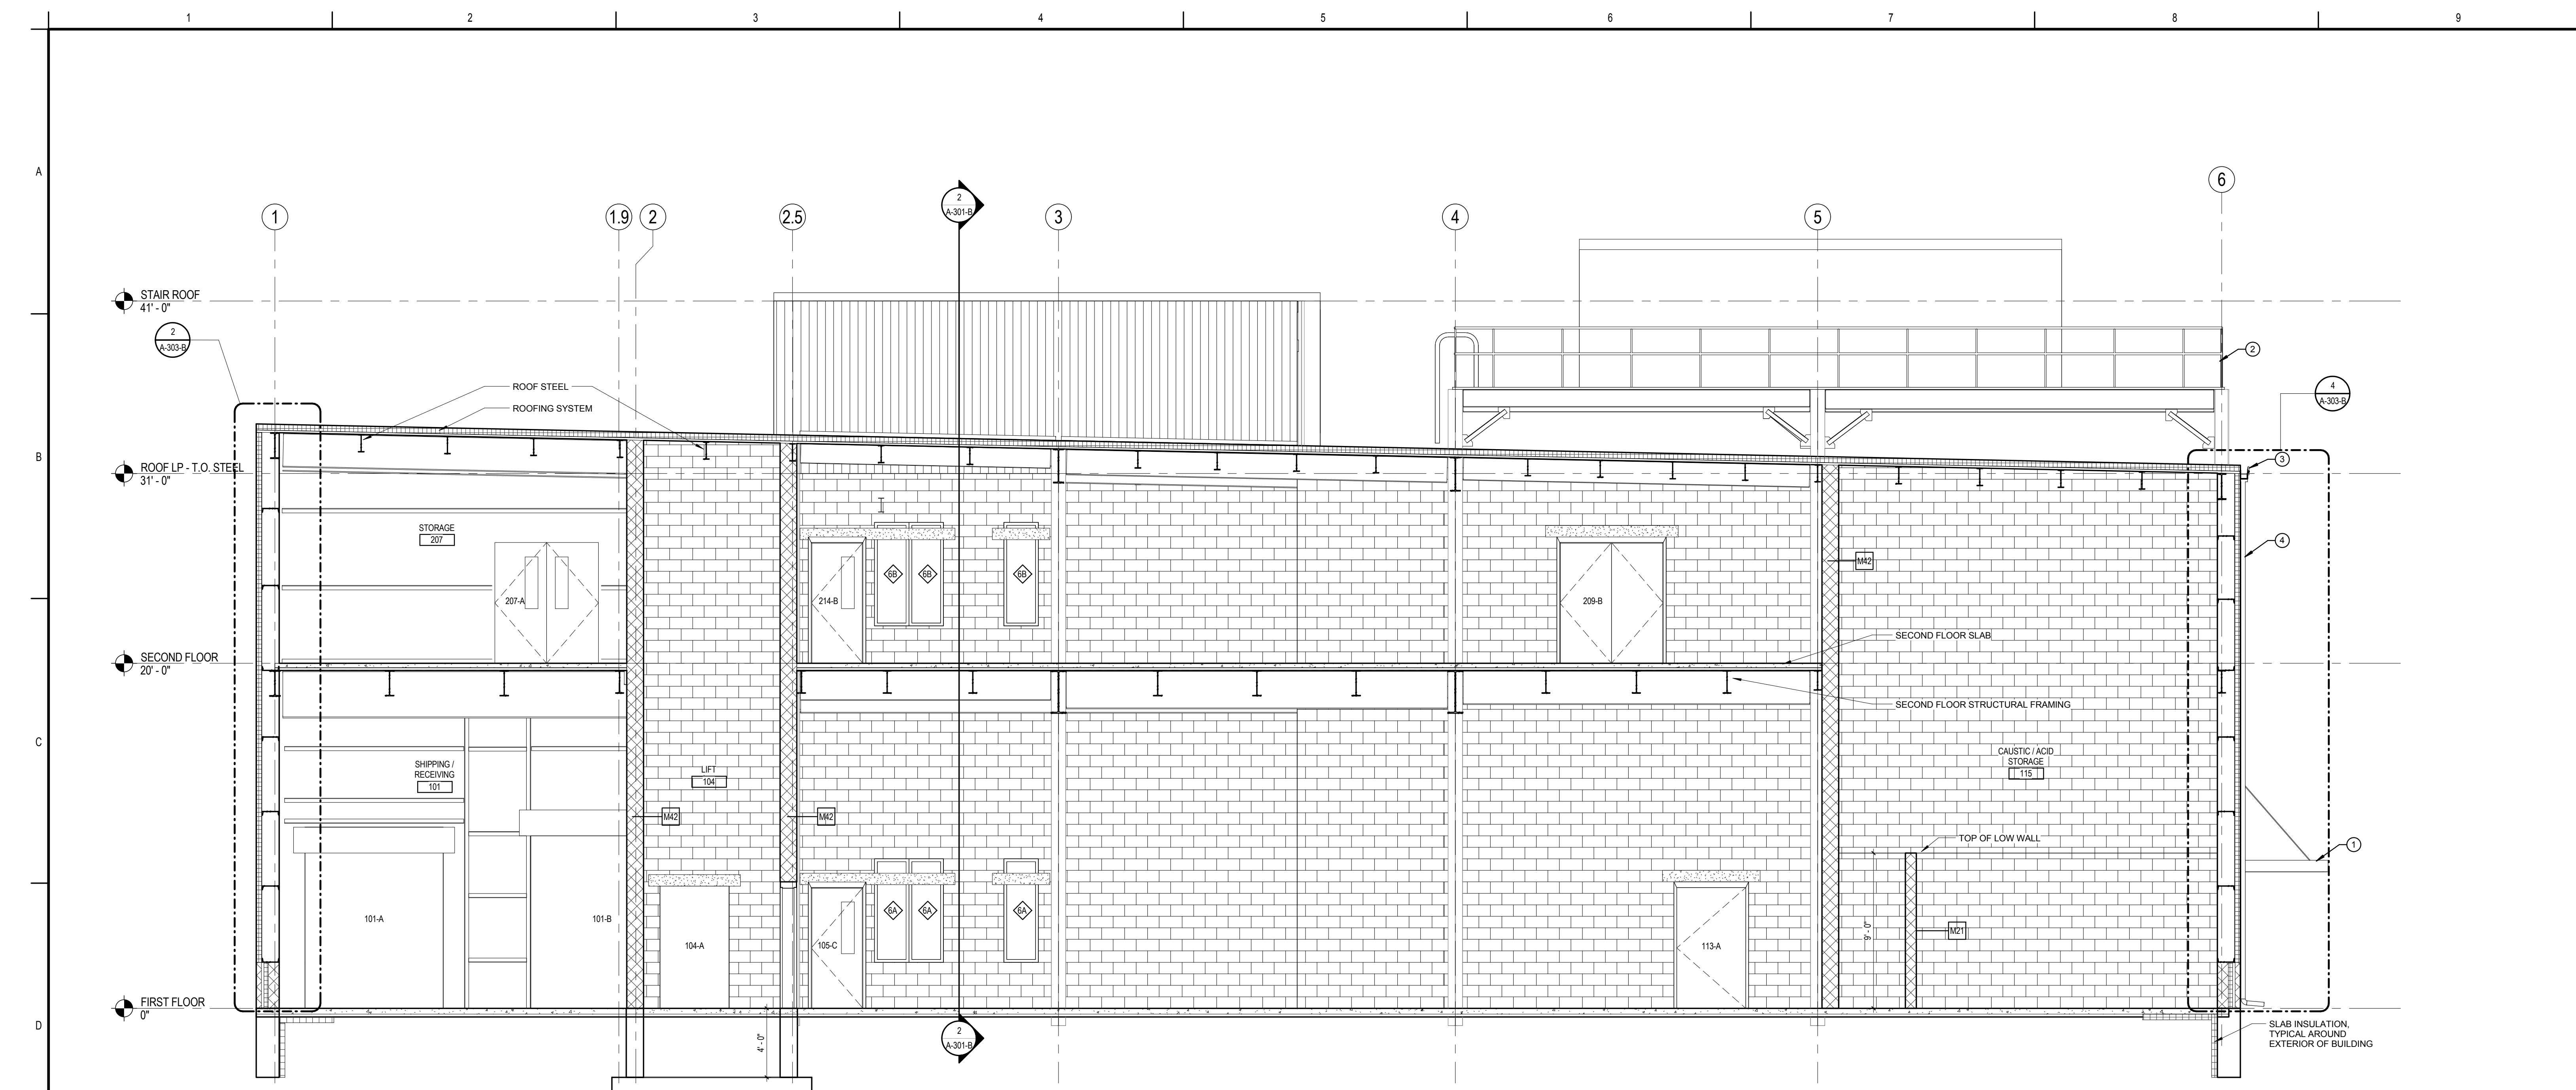 1 2 3 4 5 6 7 8 9
A
B
C
D
1
1.9
2
2.5
3
4
5
6
2
A-301-B
STAIR ROOF
41' - 0"
2
A-303-B
2
4
A-303-B
ROOF STEEL
ROOFING SYSTEM
ROOF LP - T.O. STEEL
31' - 0"
3
STORAGE
207
4
M42
6B
6B
6B
207-A
214-B
209-B
SECOND FLOOR SLAB
SECOND FLOOR
20' - 0"
SECOND FLOOR STRUCTURAL FRAMING
CAUSTIC / ACID
STORAGE
115
SHIPPING /
RECEIVING
101
LIFT
104
M42
M42
TOP OF LOW WALL
1
6A
6A
6A
101-A
101-B
104-A
105-C
113-A
9' - 0"
M21
FIRST FLOOR
0"
4' - 0"
2
A-301-B
SLAB INSULATION,
TYPICAL AROUND
EXTERIOR OF BUILDING